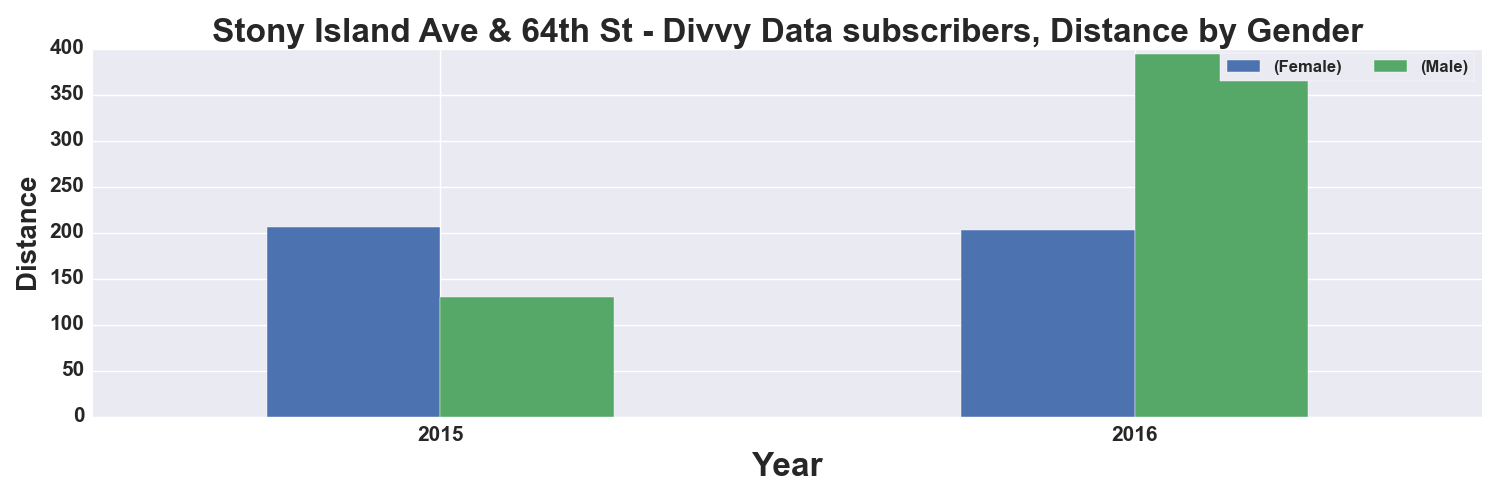 Stony Island Ave & 64th St - Divvy Data subscribers, Distance by Gender
400
350
300
250
200
150
100
50
0
Distance
(Female) (Male)
2015 2016
Year